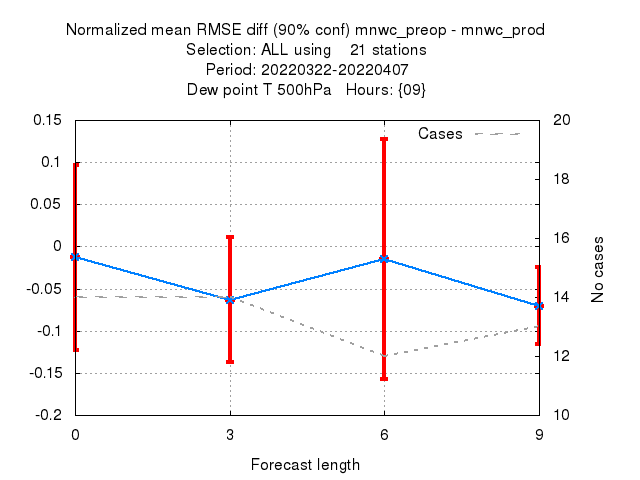 Normalized mean RMSE diff (90% conf) mnwc_preop - mnwc_prod
Selection: ALL using    21 stations
Period: 20220322-20220407
Dew point T 500hPa   Hours: {09}
Cases
0.15
0.1
0.05
0
-0.05
-0.1
-0.15
-0.2
20
18
16
14
12
10
No cases
0 3 6 9
Forecast length